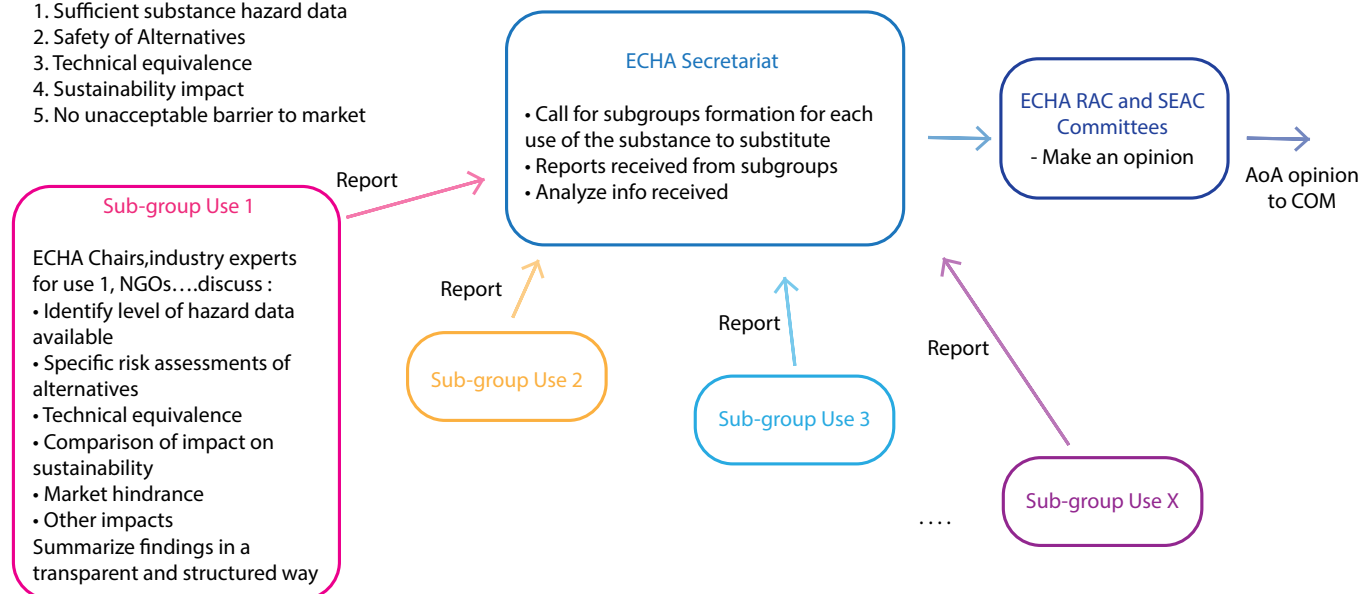 1. Sufficient substance hazard data
2. Safety of Alternatives
3. Technical equivalence
4. Sustainability impact
5. No unacceptable barrier to market
ECHA Secretariat
• Call for subgroups formation for each
use of the substance to substitute
• Reports received from subgroups
• Analyze info received
ECHA RAC and SEAC
Committees
- Make an opinion
AoA opinion
to COM
Report
Sub-group Use 1
ECHA Chairs,industry experts
for use 1, NGOs....discuss :
• Identify level of hazard data
available
• Specific risk assessments of
alternatives
• Technical equivalence
• Comparison of impact on
sustainability
• Market hindrance
• Other impacts
Summarize findings in a
transparent and structured way
Report
Sub-group Use 2
Report
Sub-group Use 3
Report
....
Sub-group Use X